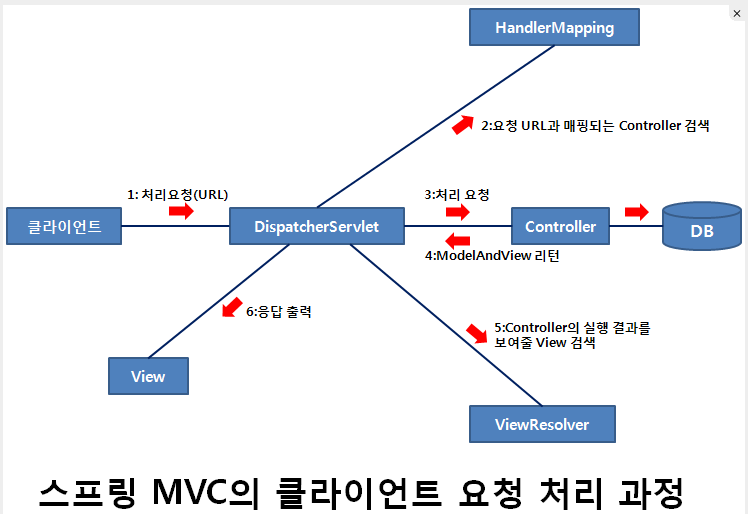 HandlerMapping
2:요청 URL과 매핑되는 Controller 검색
1: 처리요청(URL)
3:처리 요청
클라이언트
DispatcherServlet
Controller
DB
4:ModelAndView 리턴
6:응답 출력
5:Controller의 실행 결과를
보여줄 View 검색
View
ViewResolver
스프링 MVC의 클라이언트 요청 처리 과정